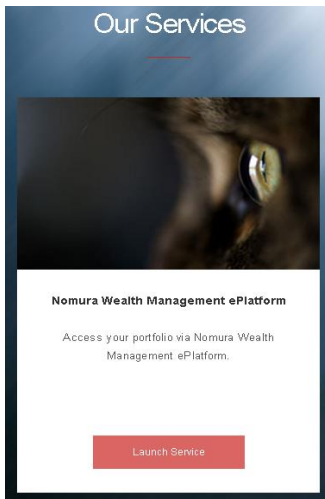 Our Services
Nomura Wealth Management ePlatform
Access your portfolio via Nomura Wealth
Management ePlatform.
Launch Service